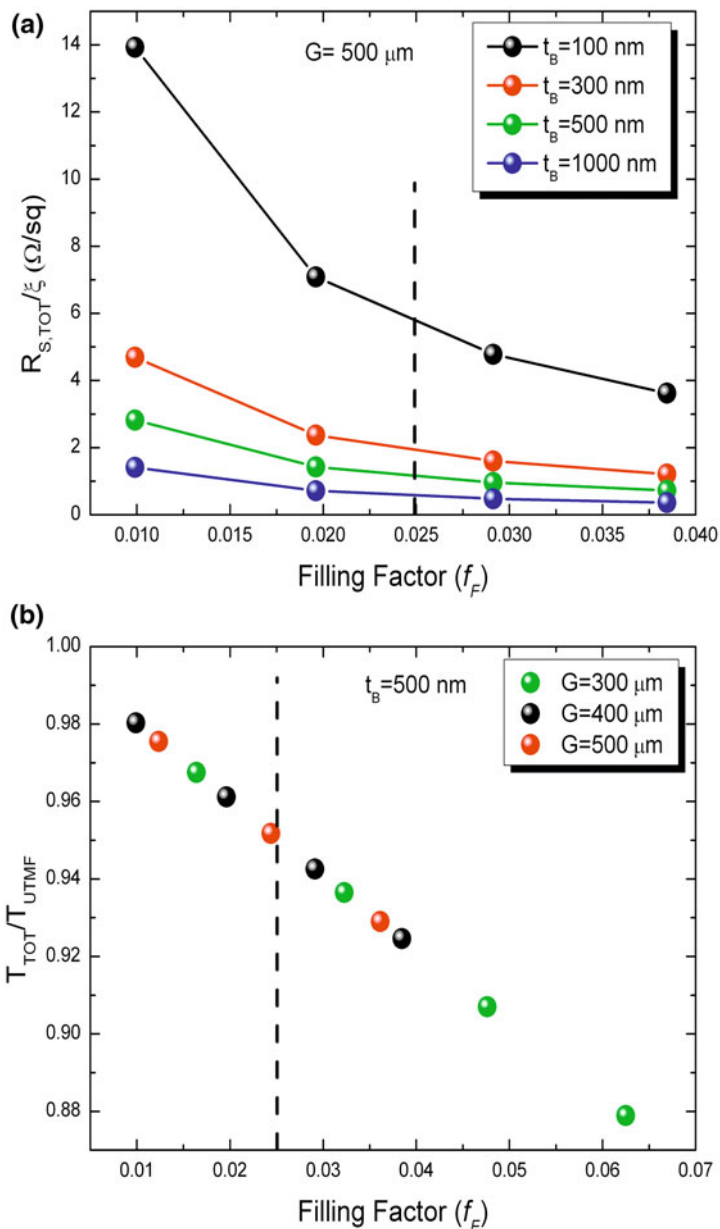 (a)
G= 500 μm
t_B=100 nm
t_B=300 nm
t_B=500 nm
t_B=1000 nm
14
12
10
8
6
4
2
0
R_S,TOT/ξ (Ω/sq)
0.010 0.015 0.020 0.025 0.030 0.035 0.040
Filling Factor (f_F)
(b)
t_B=500 nm
G=300 μm
G=400 μm
G=500 μm
1.00
0.98
0.96
0.94
0.92
0.90
0.88
T_TOT/T_UTMF
0.01 0.02 0.03 0.04 0.05 0.06 0.07
Filling Factor (f_F)